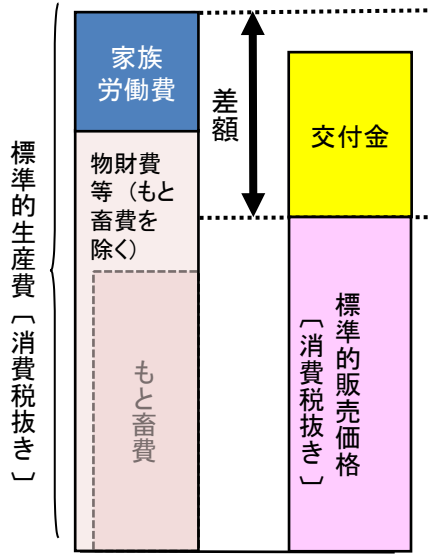 標準的生産費〔消費税抜き〕
家族
労働費
物財費
等（もと
畜費を
除く）
もと畜費
差額
交付金
標準的販売価格
〔消費税抜き〕